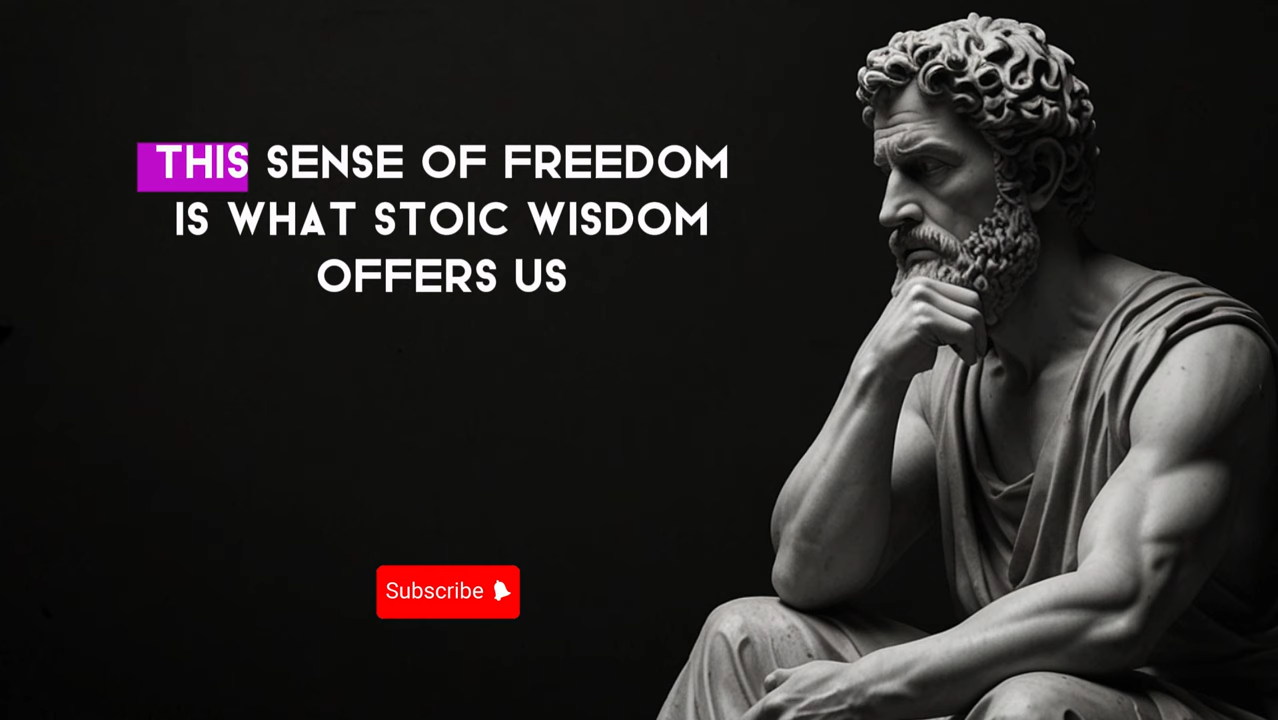 THIS SENSE OF FREEDOM
IS WHAT STOIC WISDOM
OFFERS US
Subscribe